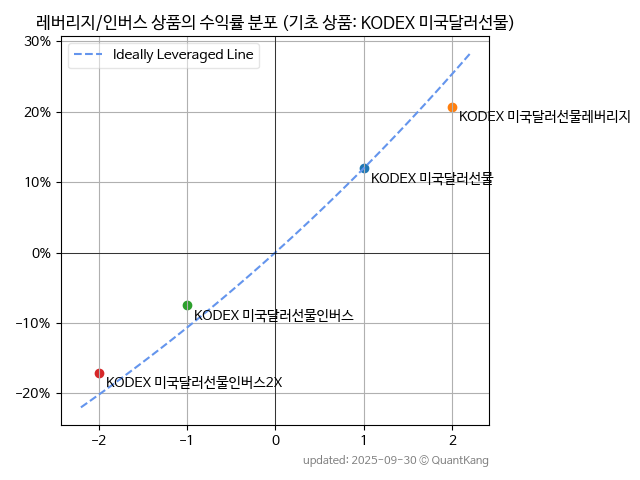 레버리지/인버스 상품의 수익률 분포 (기초 상품: KODEX 미국달러선물)
30%
Ideally Leveraged Line
20%
KODEX 미국달러선물레버리지
10%
KODEX 미국달러선물
0%
KODEX 미국달러선물인버스
-10%
KODEX 미국달러선물인버스2X
-20%
-2 -1 0 1 2
updated: 2025-09-30 © QuantKang